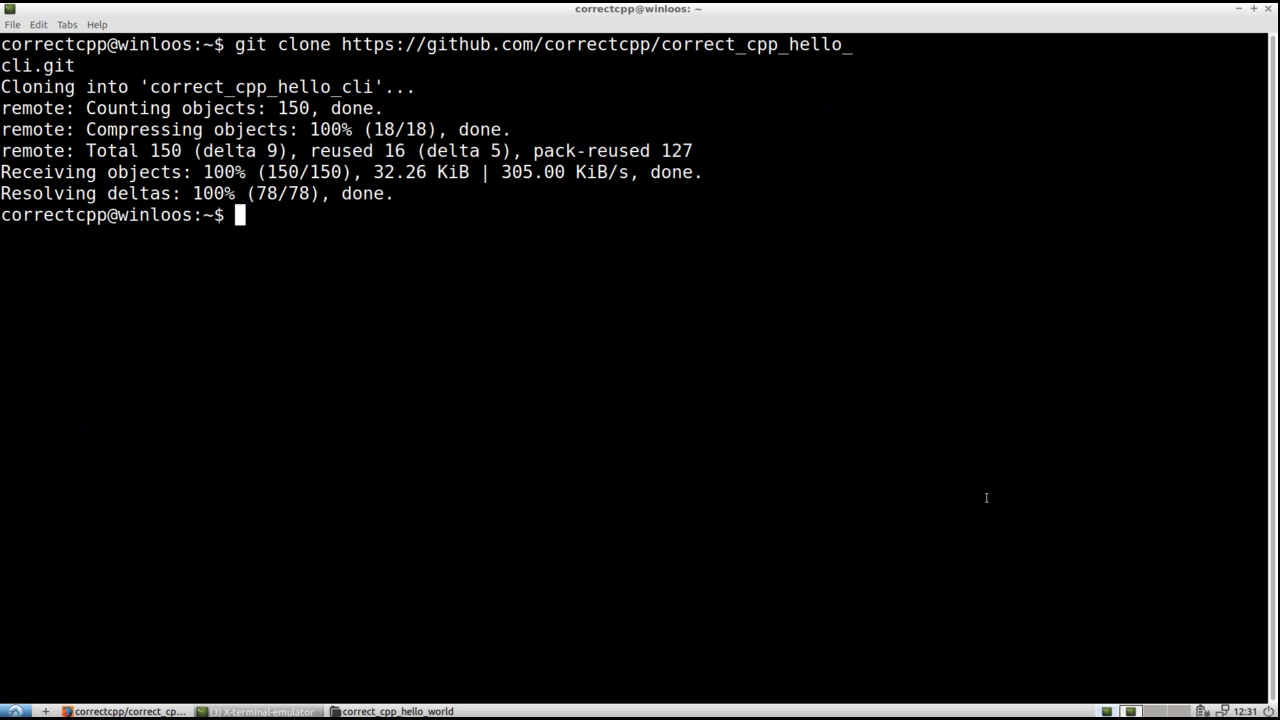 correctcpp@winloos: ~
File Edit Tabs Help
correctcpp@winloos:~$ git clone https://github.com/correctcpp/correct_cpp_hello_
cli.git
Cloning into 'correct_cpp_hello_cli'...
remote: Counting objects: 150, done.
remote: Compressing objects: 100% (18/18), done.
remote: Total 150 (delta 9), reused 16 (delta 5), pack-reused 127
Receiving objects: 100% (150/150), 32.26 KiB | 305.00 KiB/s, done.
Resolving deltas: 100% (78/78), done.
correctcpp@winloos:~$
correctcpp/correct_cp... (3) x-terminal-emulator correct_cpp_hello_world 12:31